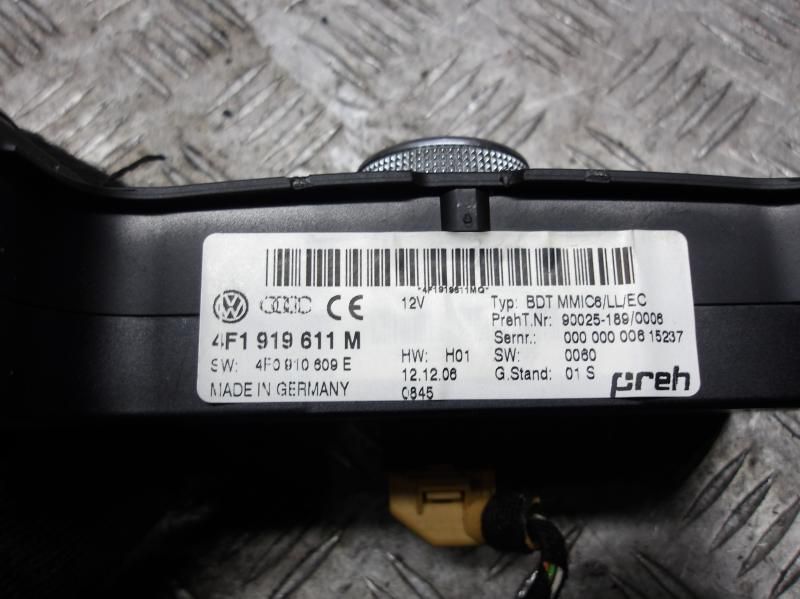 *4F1919611MQ*
12V
Typ: BDT MMIC6/LL/EC
PrehT.Nr: 90025-189/0006
4F1 919 611 M
Sernr.: 000 000 006 15237
SW: 4F0 910 609 E
HW: H01
SW: 0060
MADE IN GERMANY
12.12.06
G.Stand: 01 S
0845
preh